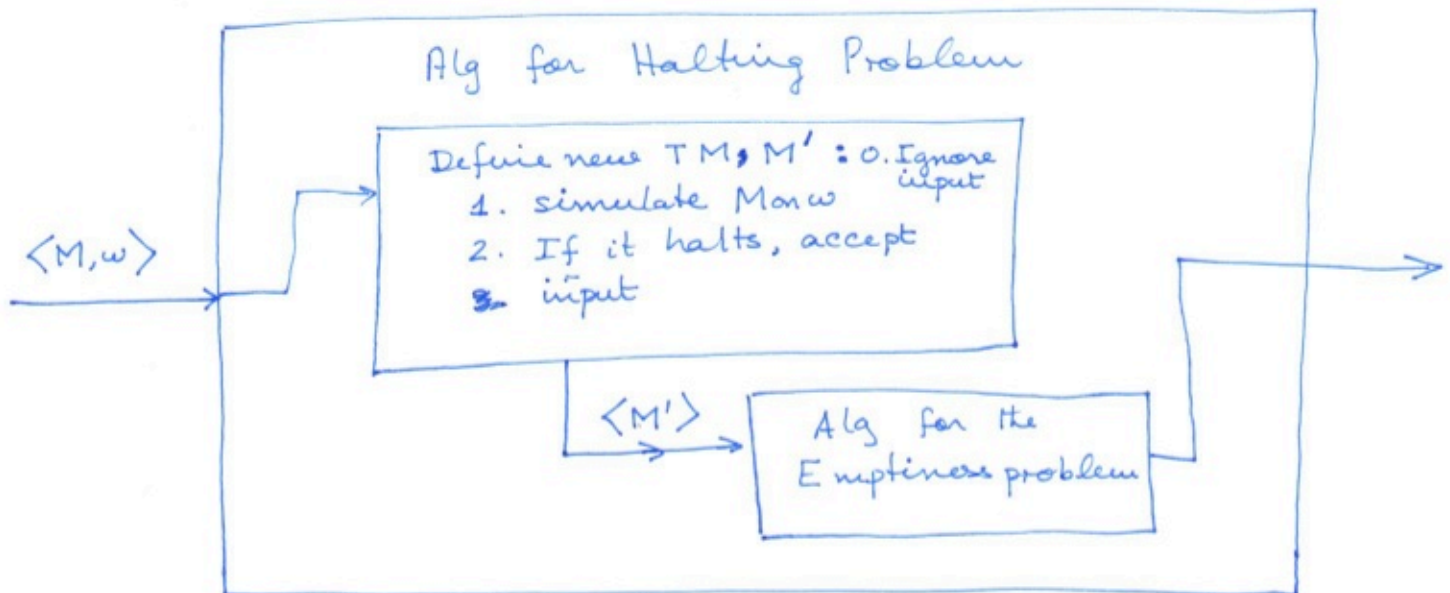 Alg for Halting Problem
Define new TM, M' : 0. Ignore
input
1. simulate M on w
2. If it halts, accept
input
<M,w>
<M'>
Alg for the
Emptiness problem